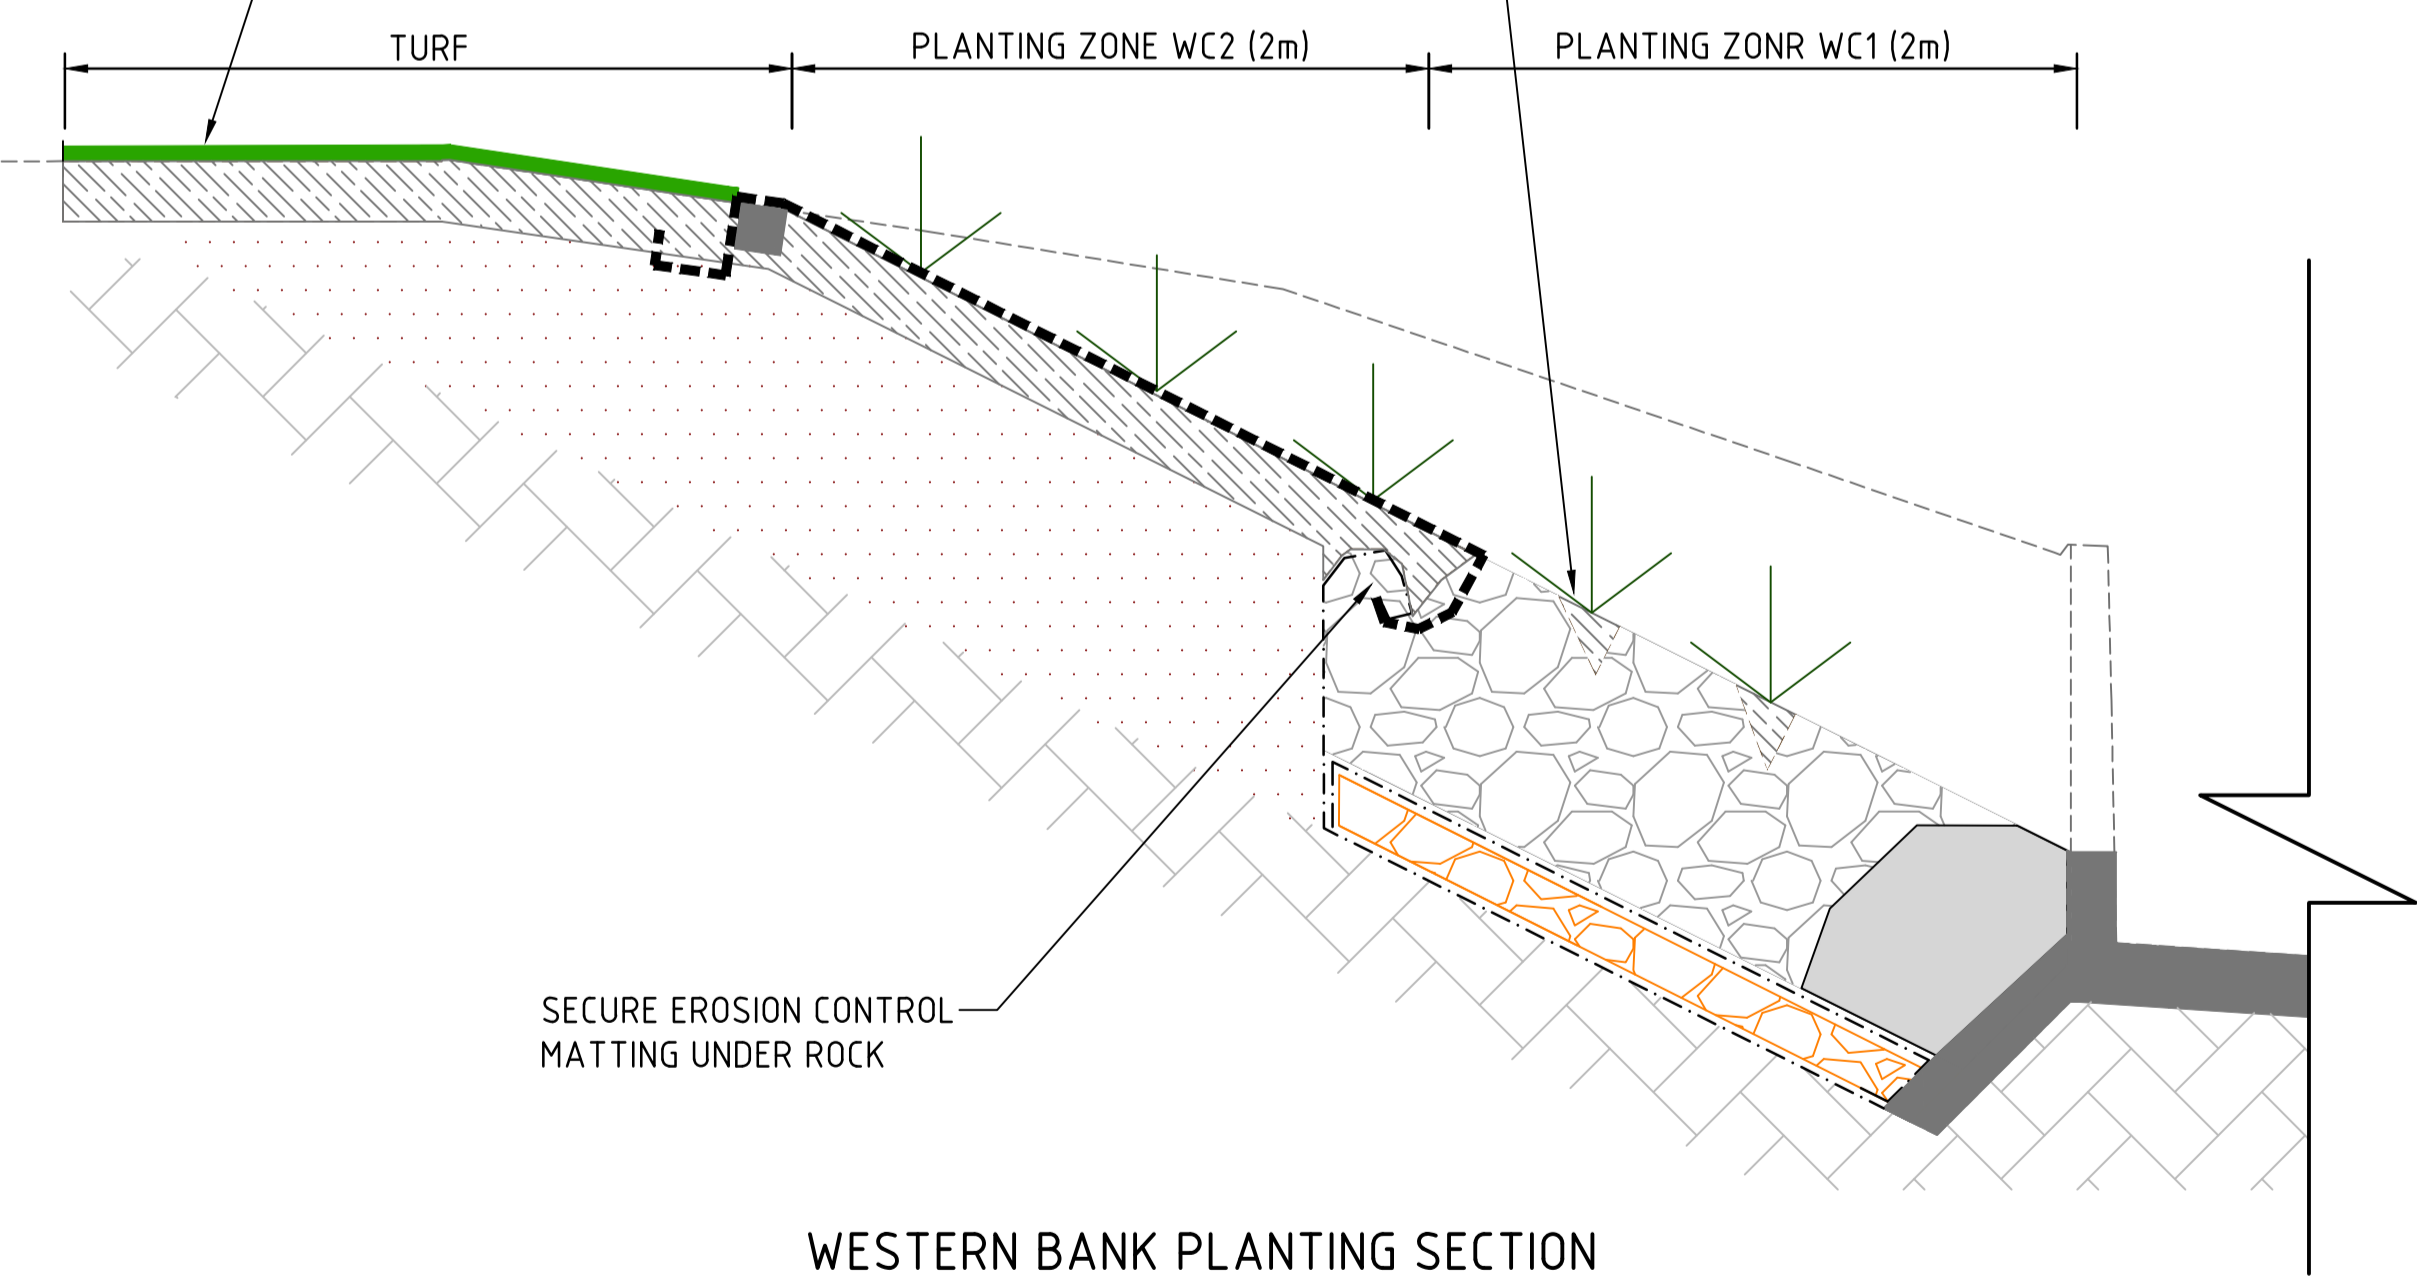 TURF
PLANTING ZONE WC2 (2m)
PLANTING ZONR WC1 (2m)
SECURE EROSION CONTROL
MATTING UNDER ROCK
WESTERN BANK PLANTING SECTION